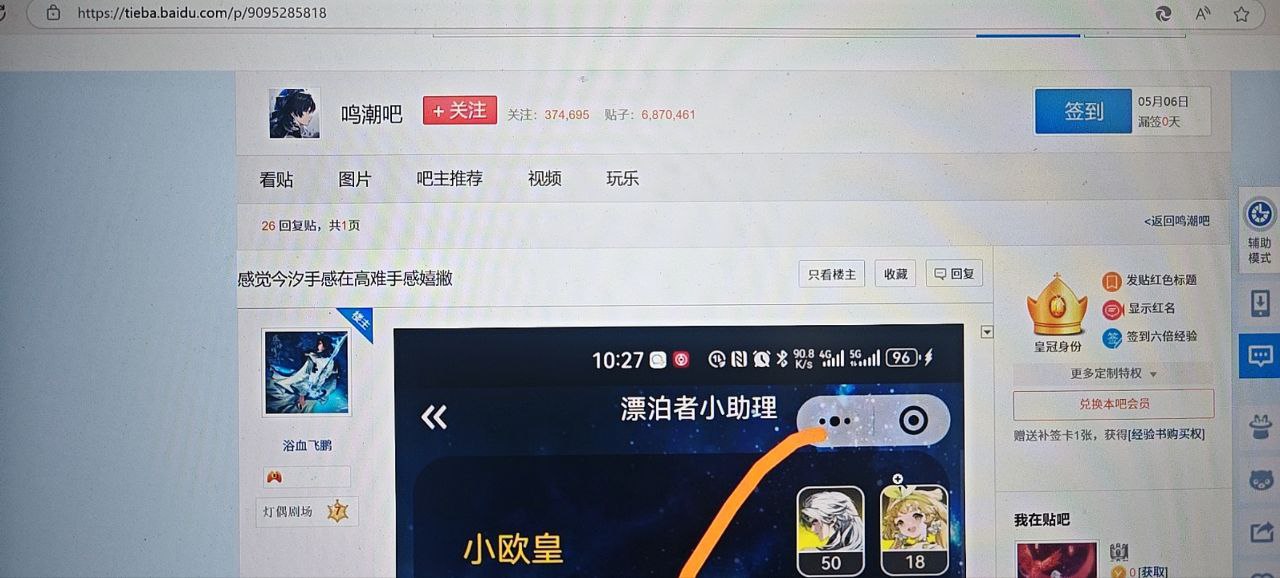 https://tieba.baidu.com/p/9095285818
鸣潮吧
+ 关注
关注：374,695 贴子：6,870,461
签到
05月06日
漏签0天
看贴 图片 吧主推荐 视频 玩乐
26 回复贴，共1页
<返回鸣潮吧
辅助
模式
感觉今汐手感在高难手感嬉撇
只看楼主 收藏 回复
楼主
皇冠身份
发贴红色标题
显示红名
签到六倍经验
更多定制特权
兑换本吧会员
赠送补签卡1张，获得[经验书购买权]
浴血飞鹏
灯偶剧场 7
10:27
90.8
K/s
4G
5G
96
漂泊者小助理
小欧皇
50
18
我在贴吧
0 [获取]